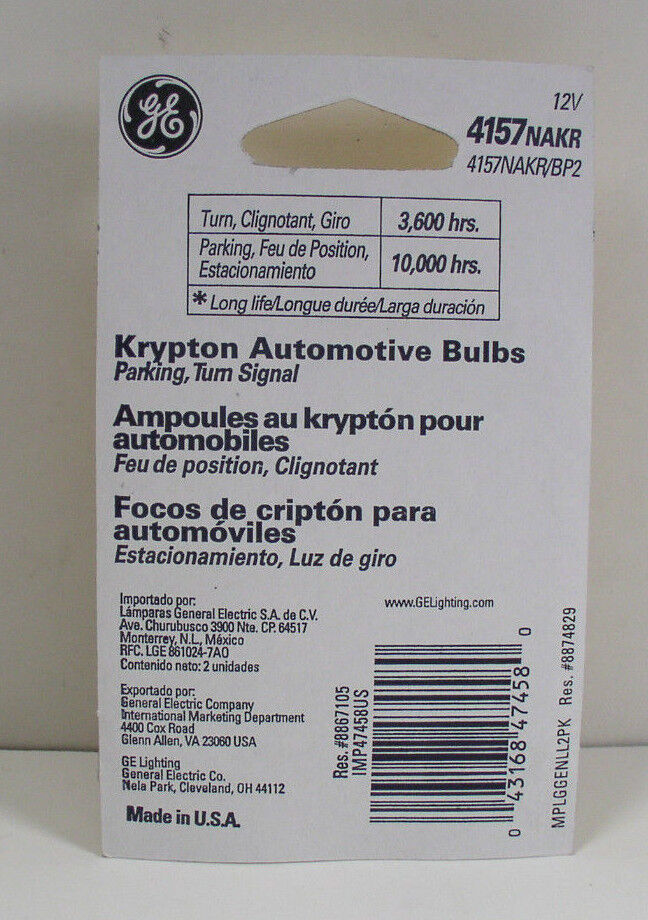 GE
12V
4157NAKR
4157NAKR/BP2
Turn, Clignotant, Giro 3,600 hrs.
Parking, Feu de Position, Estacionamiento 10,000 hrs.
* Long life/Longue durée/Larga duración
Krypton Automotive Bulbs
Parking, Turn Signal
Ampoules au kryptón pour
automobiles
Feu de position, Clignotant
Focos de criptón para
automóviles
Estacionamiento, Luz de giro
Importado por:
Lámparas General Electric S.A. de C.V.
Ave. Churubusco 3900 Nte. CP. 64517
Monterrey, N.L., México
RFC. LGE 861024-7A0
Contenido neto: 2 unidades
Exportado por:
General Electric Company
International Marketing Department
4400 Cox Road
Glenn Allen, VA 23060 USA
GE Lighting
General Electric Co.
Nela Park, Cleveland, OH 44112
Made in U.S.A.
www.GELighting.com
Res. #8867105
IMP47458US
0 43168 47458 0
MPLGGENLL2PK Res. #8874829